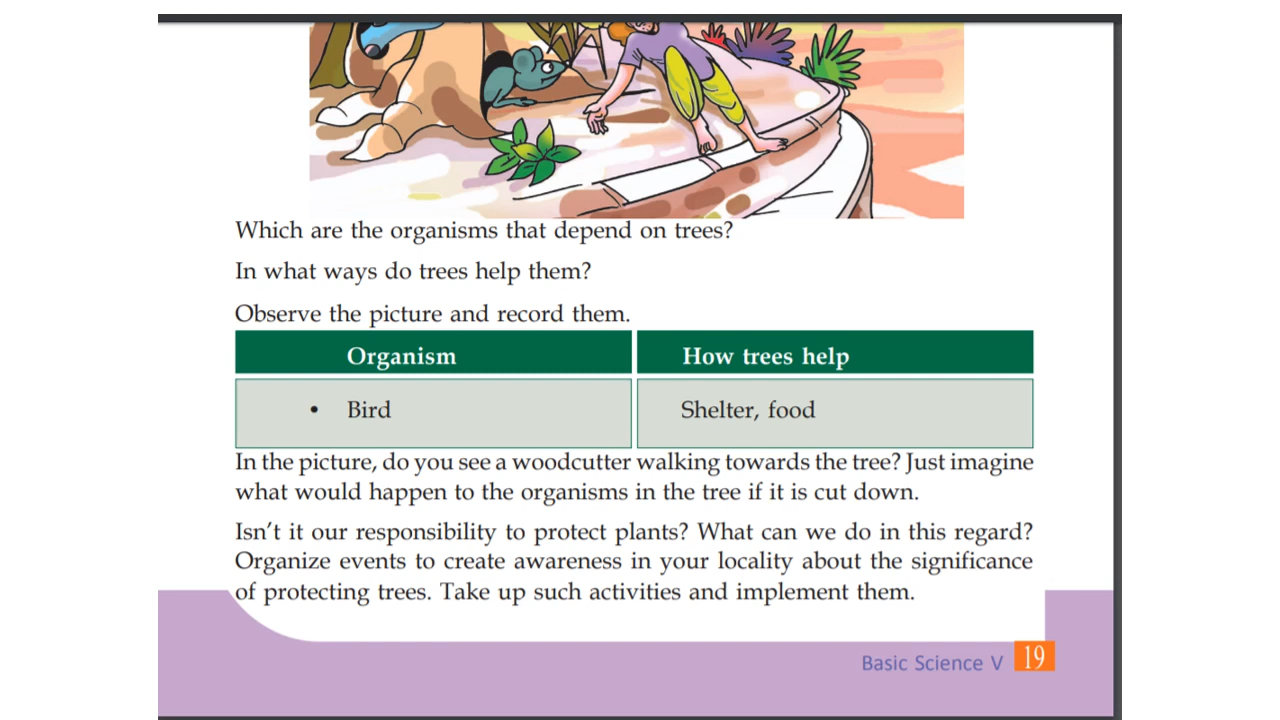 Which are the organisms that depend on trees?
In what ways do trees help them?
Observe the picture and record them.
Organism How trees help
• Bird Shelter, food
In the picture, do you see a woodcutter walking towards the tree? Just imagine
what would happen to the organisms in the tree if it is cut down.
Isn't it our responsibility to protect plants? What can we do in this regard?
Organize events to create awareness in your locality about the significance
of protecting trees. Take up such activities and implement them.
Basic Science V 19